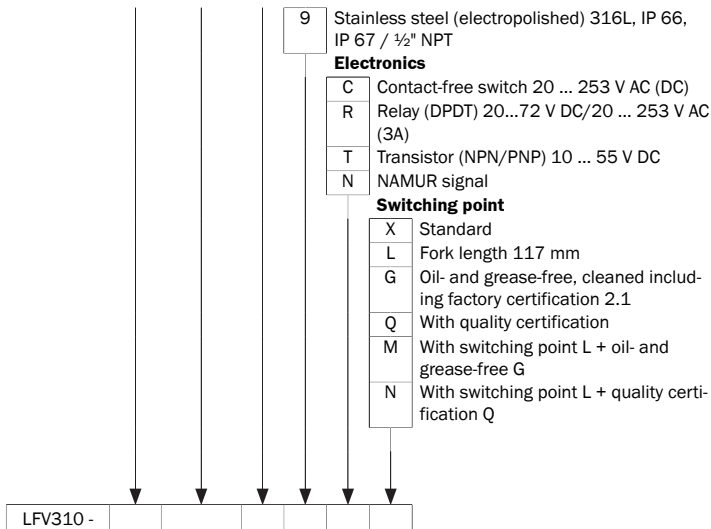 9 Stainless steel (electropolished) 316L, IP 66,
IP 67 / ½" NPT
Electronics
C Contact-free switch 20 ... 253 V AC (DC)
R Relay (DPDT) 20...72 V DC/20 ... 253 V AC
(3A)
T Transistor (NPN/PNP) 10 ... 55 V DC
N NAMUR signal
Switching point
X Standard
L Fork length 117 mm
G Oil- and grease-free, cleaned includ-
ing factory certification 2.1
Q With quality certification
M With switching point L + oil- and
grease-free G
N With switching point L + quality certi-
fication Q
LFV310 -